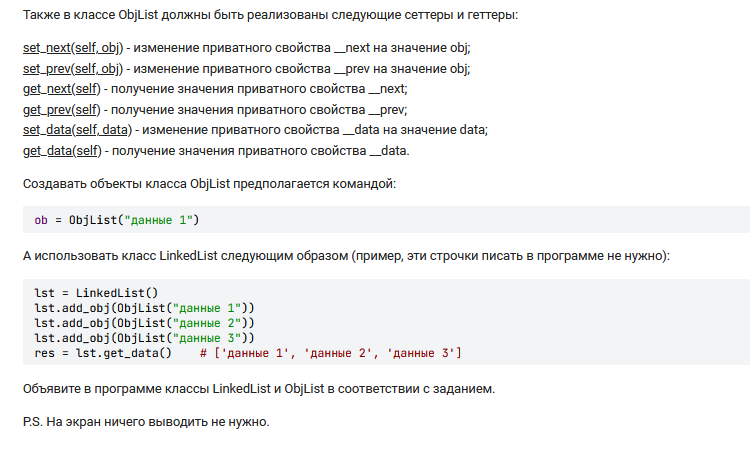 Также в классе ObjList должны быть реализованы следующие сеттеры и геттеры:
set_next(self, obj) - изменение приватного свойства __next на значение obj;
set_prev(self, obj) - изменение приватного свойства __prev на значение obj;
get_next(self) - получение значения приватного свойства __next;
get_prev(self) - получение значения приватного свойства __prev;
set_data(self, data) - изменение приватного свойства __data на значение data;
get_data(self) - получение значения приватного свойства __data.
Создавать объекты класса ObjList предполагается командой:
ob = ObjList("данные 1")
А использовать класс LinkedList следующим образом (пример, эти строчки писать в программе не нужно):
lst = LinkedList()
lst.add_obj(ObjList("данные 1"))
lst.add_obj(ObjList("данные 2"))
lst.add_obj(ObjList("данные 3"))
res = lst.get_data()    # ['данные 1', 'данные 2', 'данные 3']
Объявите в программе классы LinkedList и ObjList в соответствии с заданием.
P.S. На экран ничего выводить не нужно.